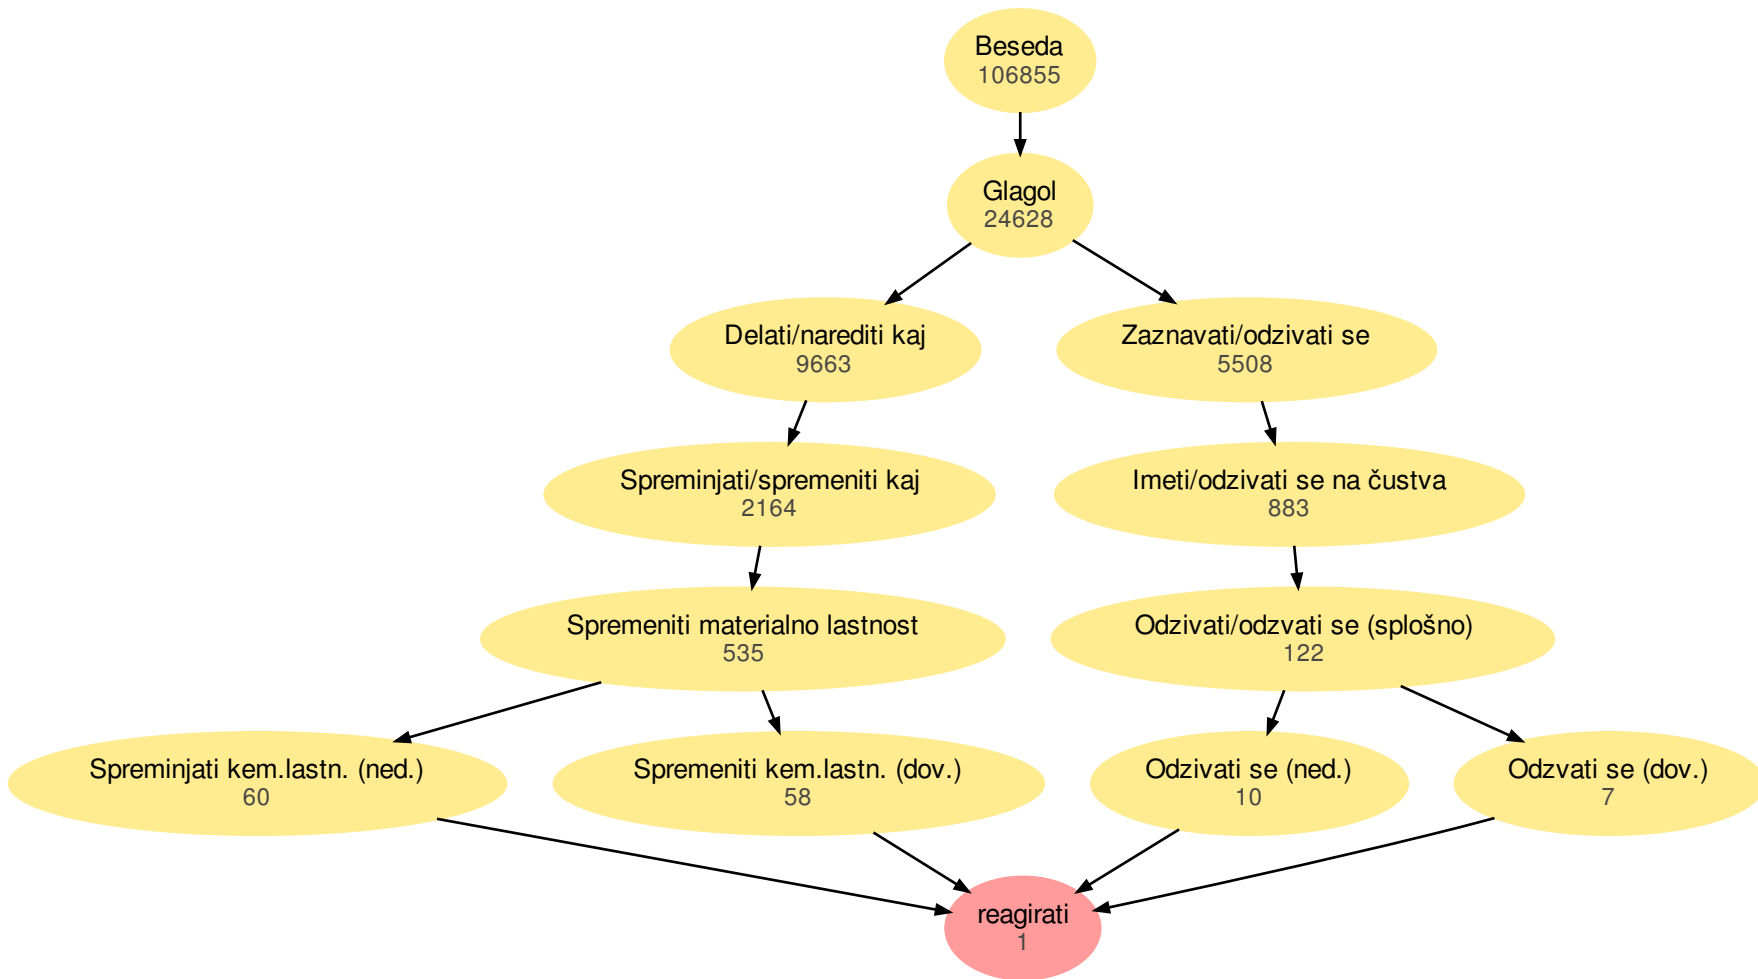 Beseda
106855
Glagol
24628
Delati/narediti kaj
9663
Zaznavati/odzivati se
5508
Spreminjati/spremeniti kaj
2164
Imeti/odzivati se na čustva
883
Spremeniti materialno lastnost
535
Odzivati/odzvati se (splošno)
122
Spreminjati kem.lastn. (ned.)
60
Spremeniti kem.lastn. (dov.)
58
Odzivati se (ned.)
10
Odzvati se (dov.)
7
reagirati
1